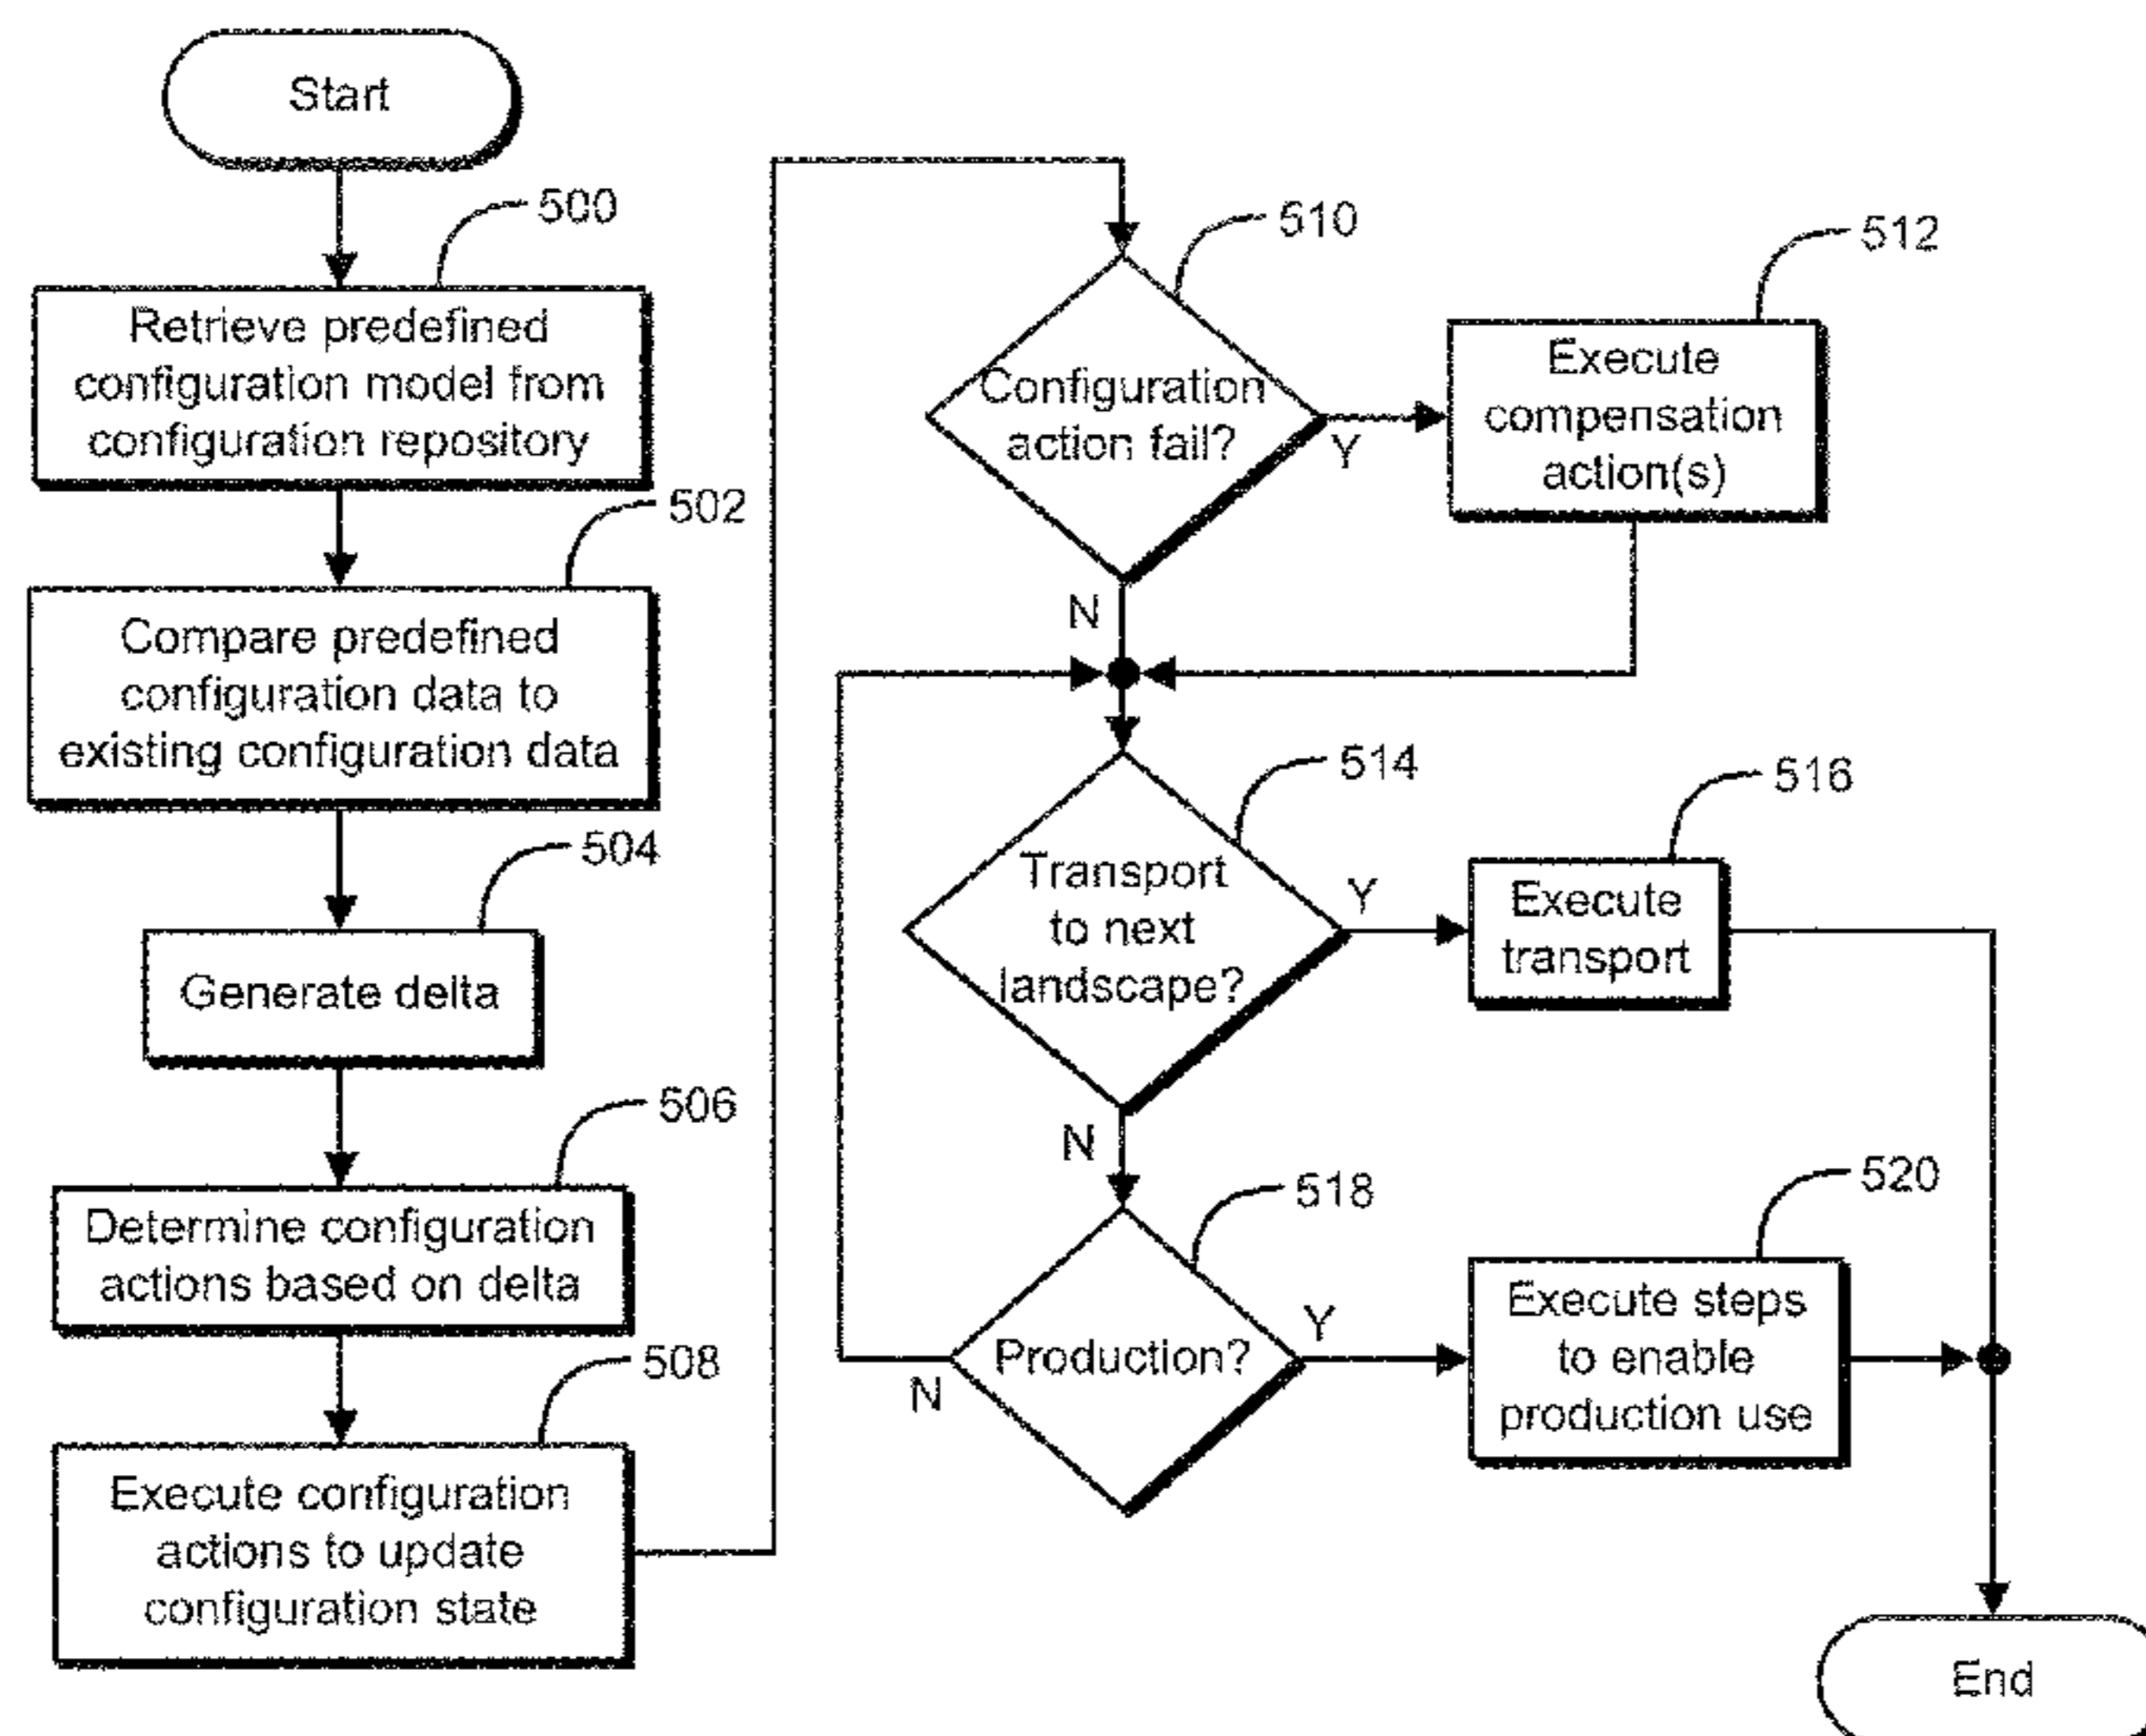 Start
500
Retrieve predefined
configuration model from
configuration repository
502
Compare predefined
configuration data to
existing configuration data
504
Generate delta
506
Determine configuration
actions based on delta
508
Execute configuration
actions to update
configuration state
510
Configuration
action fail?
Y
N
512
Execute
compensation
action(s)
514
Transport
to next
landscape?
Y
N
516
Execute
transport
518
Production?
Y
N
520
Execute steps
to enable
production use
End